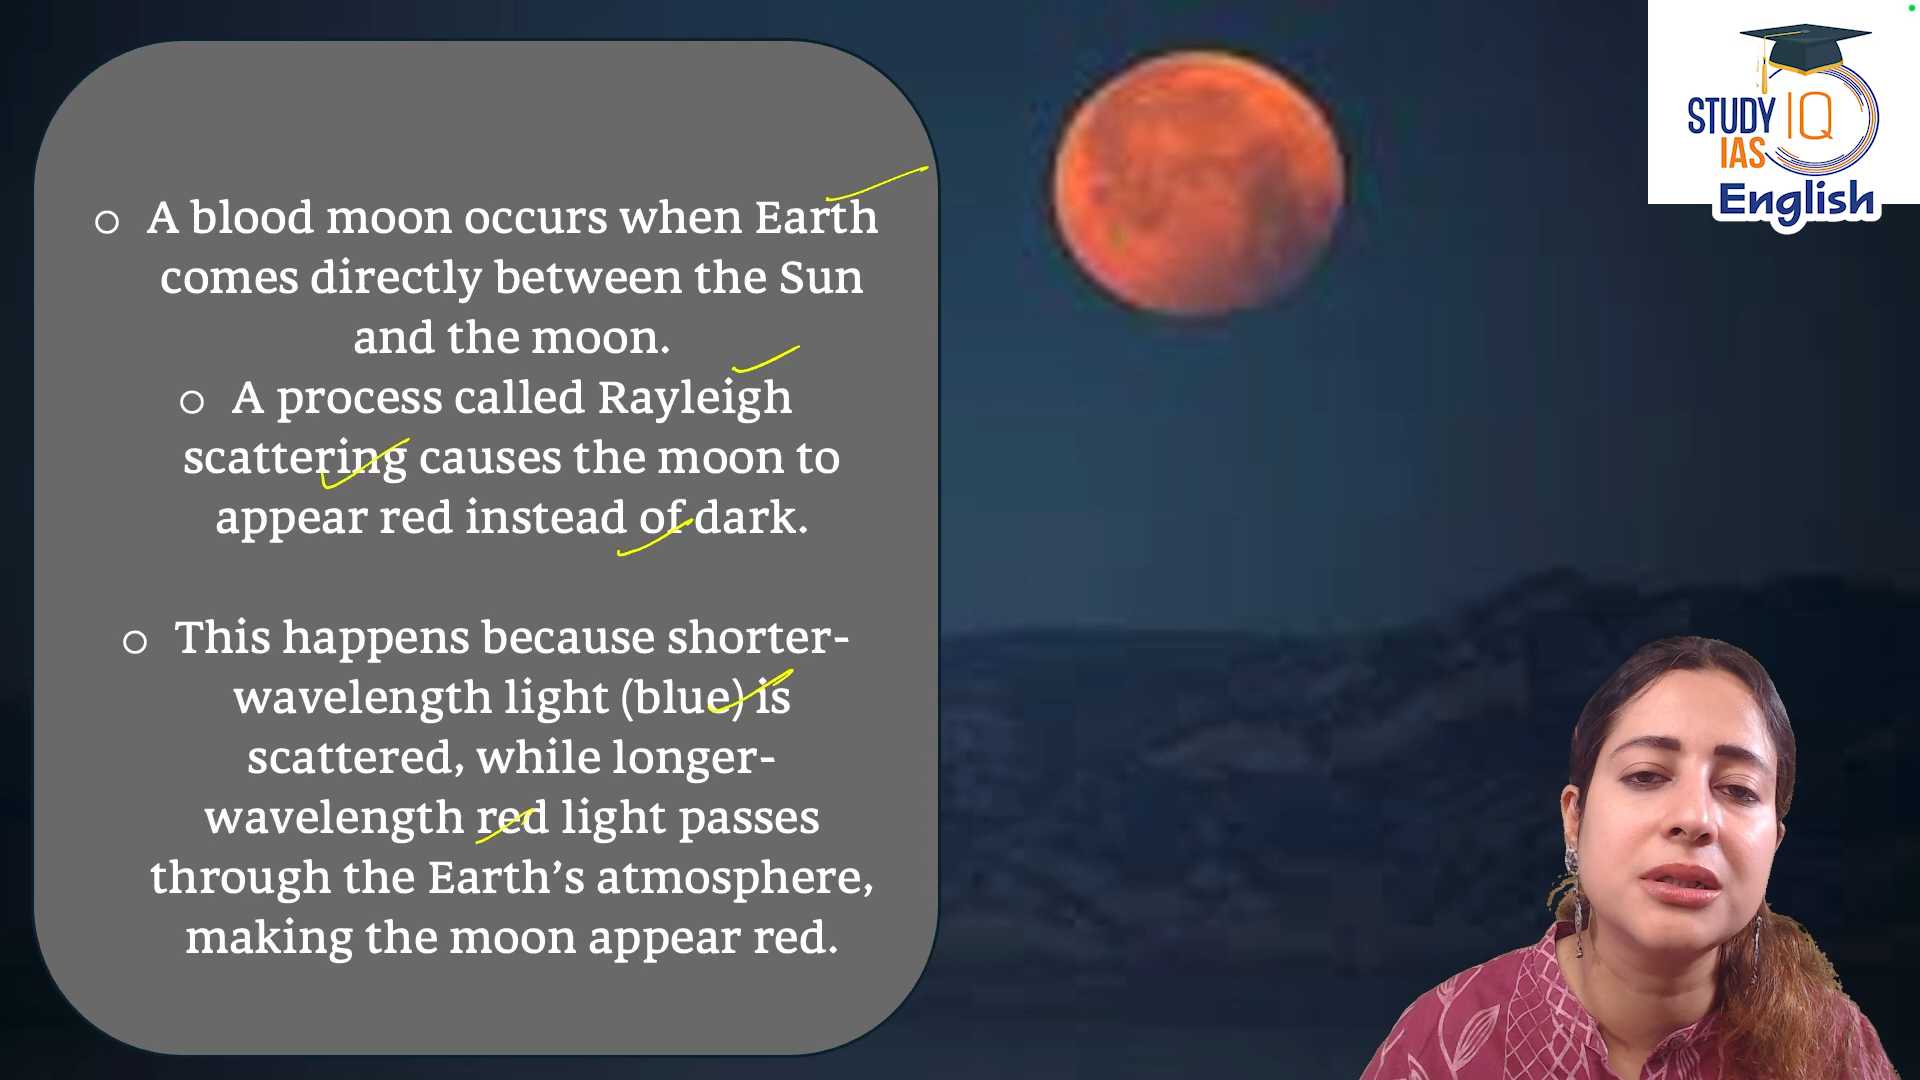 ○ A blood moon occurs when Earth
comes directly between the Sun
and the moon.
○ A process called Rayleigh
scattering causes the moon to
appear red instead of dark.
○ This happens because shorter-
wavelength light (blue) is
scattered, while longer-
wavelength red light passes
through the Earth’s atmosphere,
making the moon appear red.
STUDY IQ
IAS
English